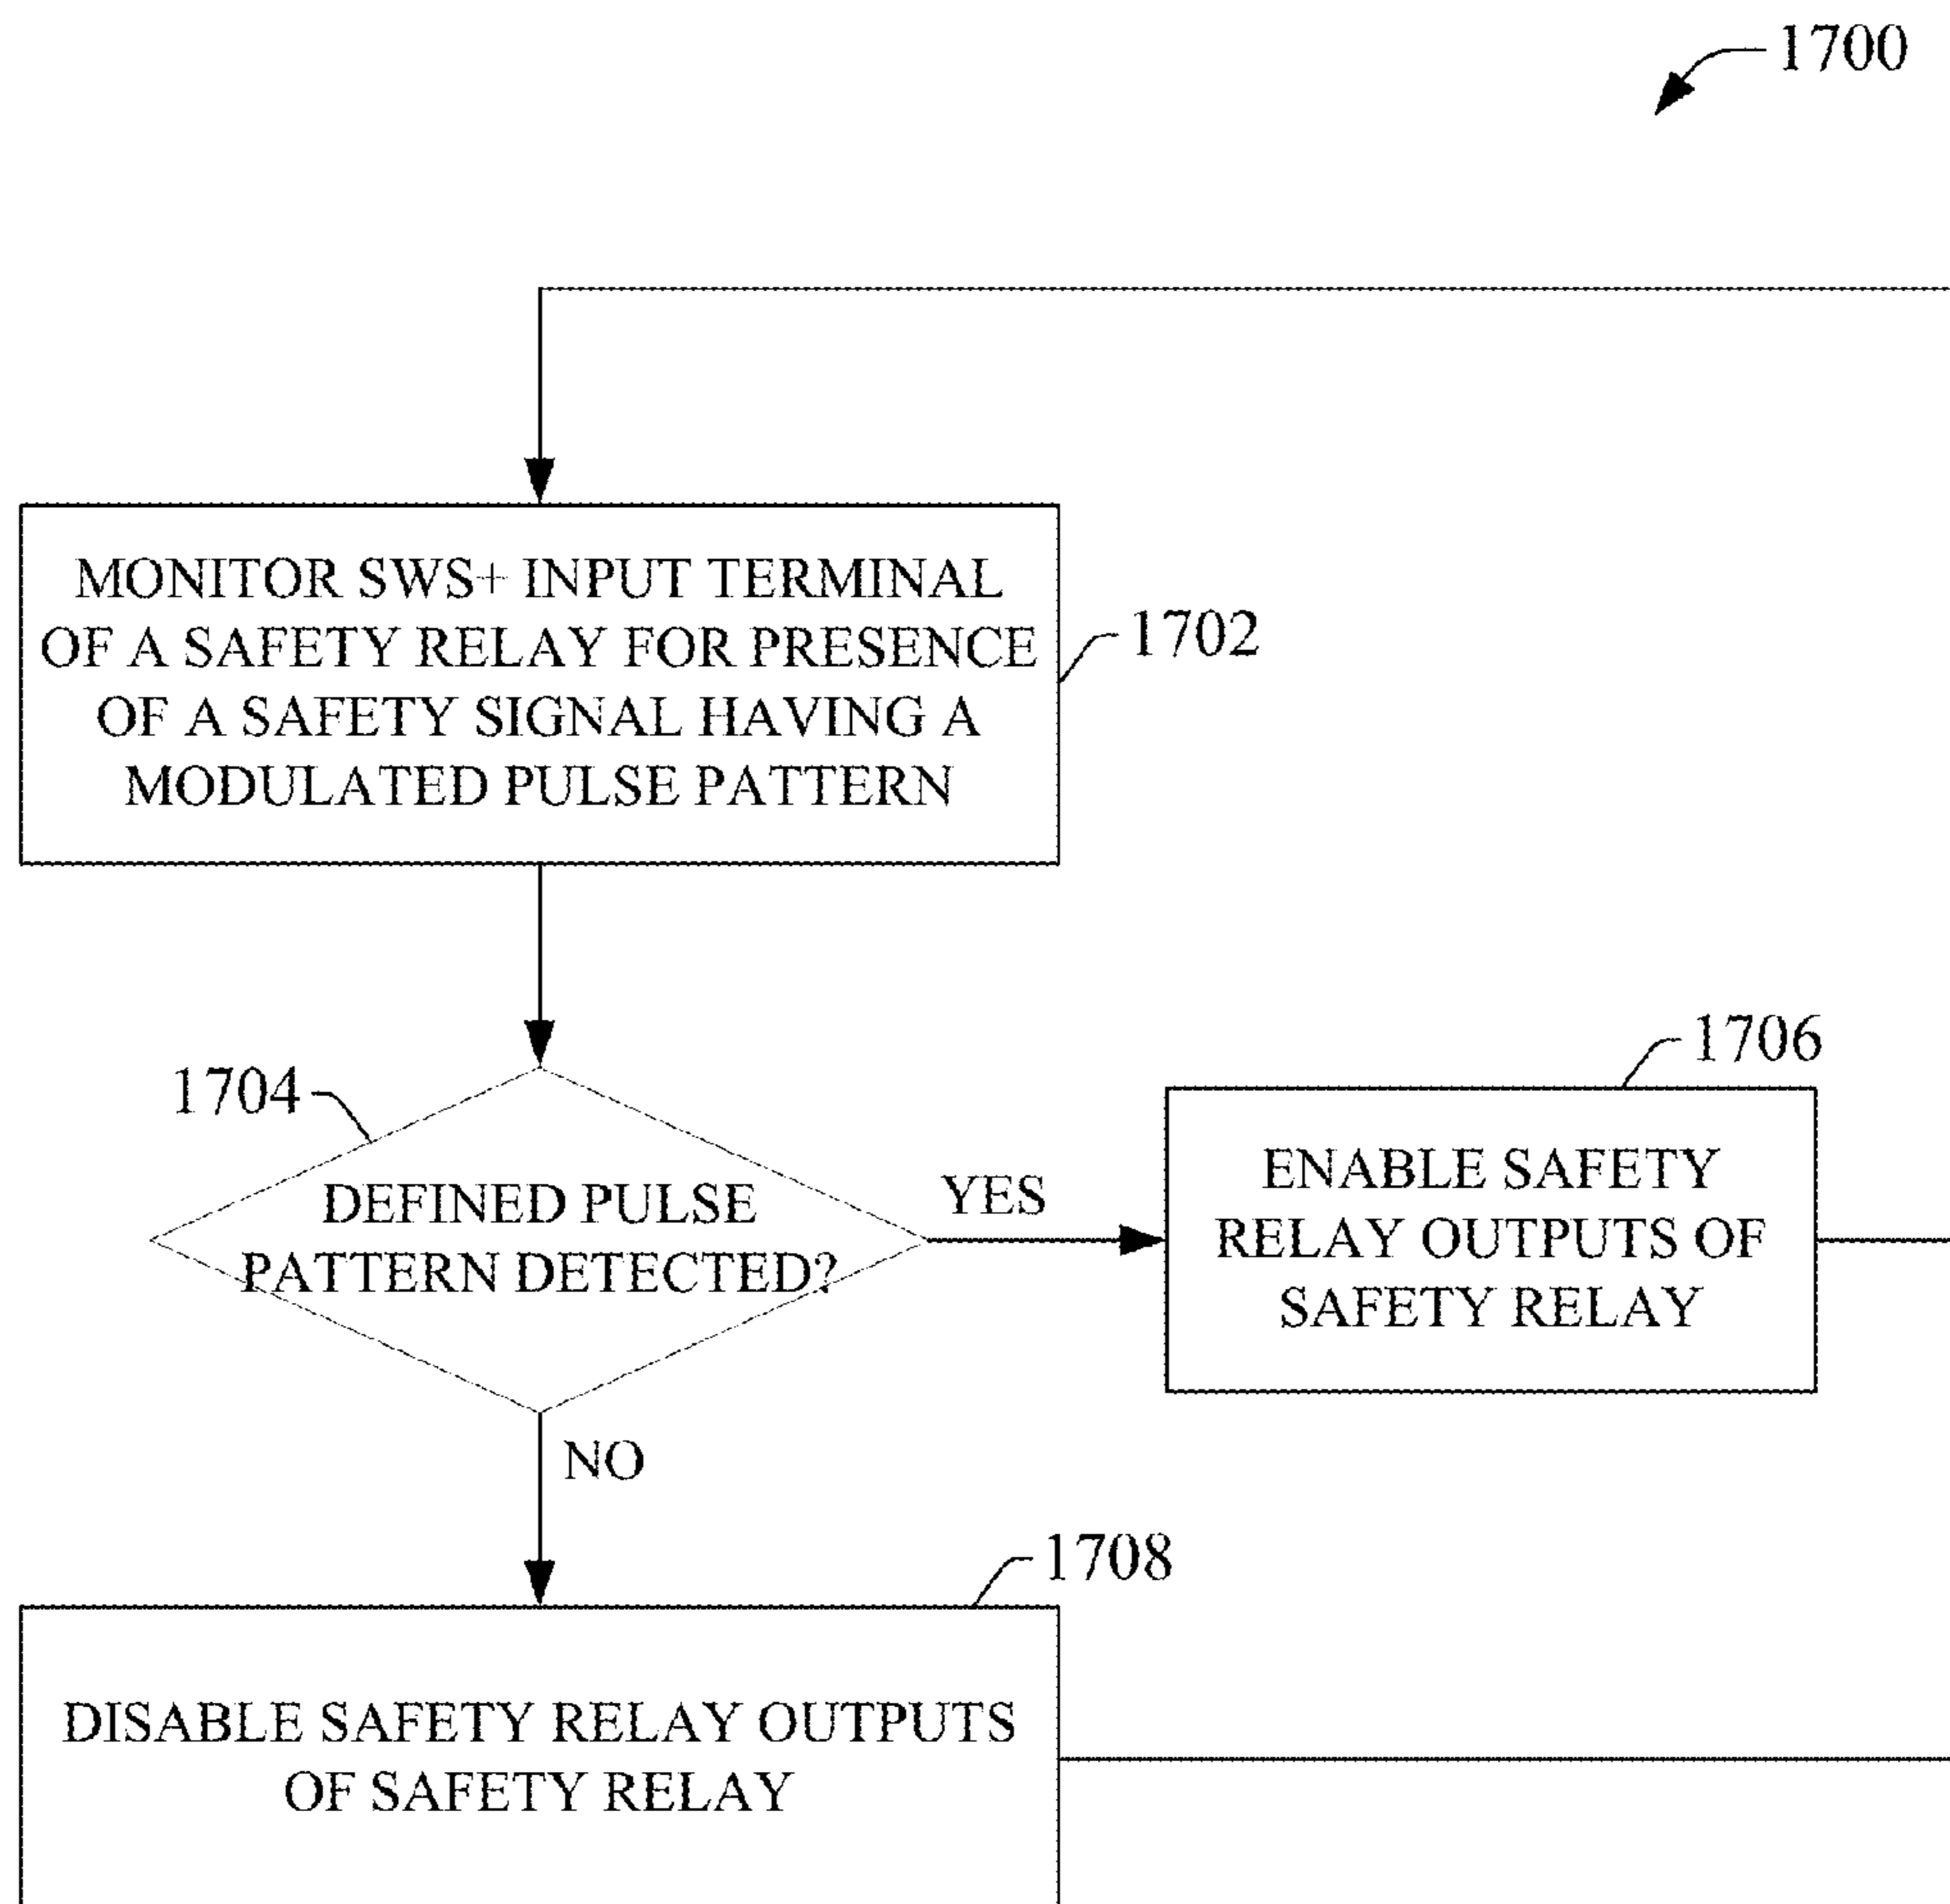 1700
MONITOR SWS+ INPUT TERMINAL
OF A SAFETY RELAY FOR PRESENCE
OF A SAFETY SIGNAL HAVING A
MODULATED PULSE PATTERN
1702
1704
DEFINED PULSE
PATTERN DETECTED?
YES
1706
ENABLE SAFETY
RELAY OUTPUTS OF
SAFETY RELAY
NO
1708
DISABLE SAFETY RELAY OUTPUTS
OF SAFETY RELAY